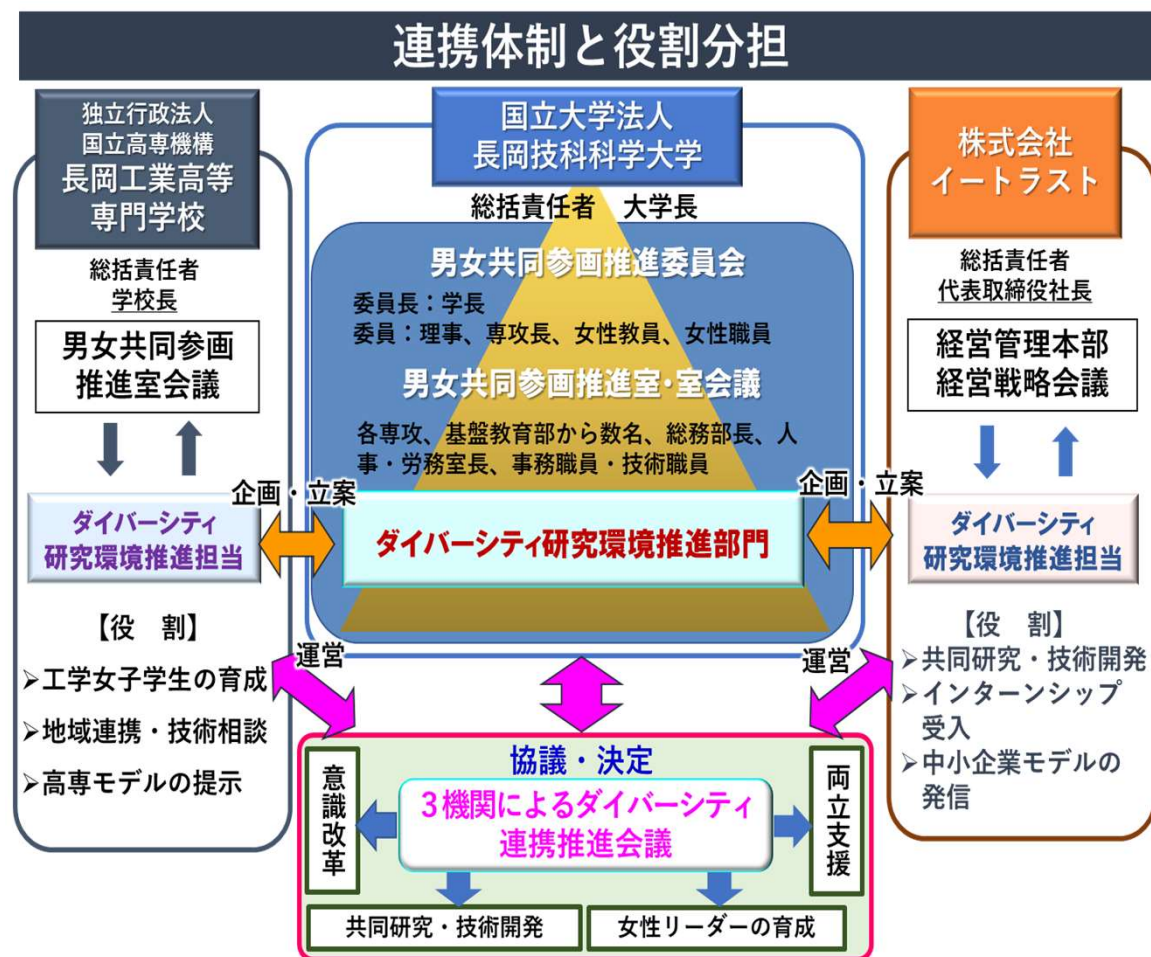 連携体制と役割分担
独立行政法人
国立高専機構
長岡工業高等
専門学校
総括責任者
学校長
男女共同参画
推進室会議
ダイバーシティ
研究環境推進担当
【役　割】
➤工学女子学生の育成
➤地域連携・技術相談
➤高専モデルの提示
国立大学法人
長岡技科科学大学
総括責任者　大学長
男女共同参画推進委員会
委員長：学長
委員：理事、専攻長、女性教員、女性職員
男女共同参画推進室・室会議
各専攻、基盤教育部から数名、総務部長、人
事・労務室長、事務職員・技術職員
企画・立案
ダイバーシティ研究環境推進部門
企画・立案
株式会社
イートラスト
総括責任者
代表取締役社長
経営管理本部
経営戦略会議
ダイバーシティ
研究環境推進担当
【役　割】
➤共同研究・技術開発
➤インターンシップ
受入
➤中小企業モデルの
発信
運営
運営
協議・決定
3機関によるダイバーシティ
連携推進会議
意識改革
両立支援
共同研究・技術開発
女性リーダーの育成